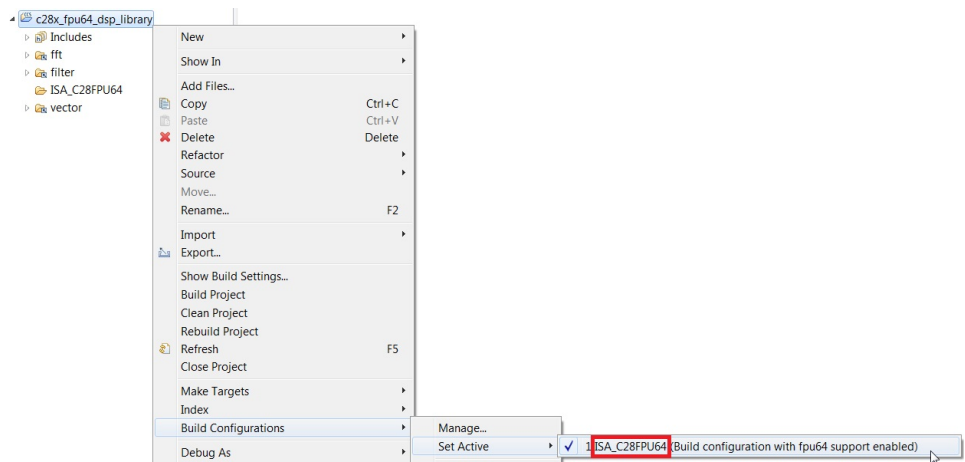 c28x_fpu64_dsp_library
Includes
fft
filter
ISA_C28FPU64
vector
New
Show In
Add Files...
Copy Ctrl+C
Paste Ctrl+V
Delete Delete
Refactor
Source
Move...
Rename... F2
Import
Export...
Show Build Settings...
Build Project
Clean Project
Rebuild Project
Refresh F5
Close Project
Make Targets
Index
Build Configurations
Debug As
Manage...
Set Active
1 ISA_C28FPU64 (Build configuration with fpu64 support enabled)